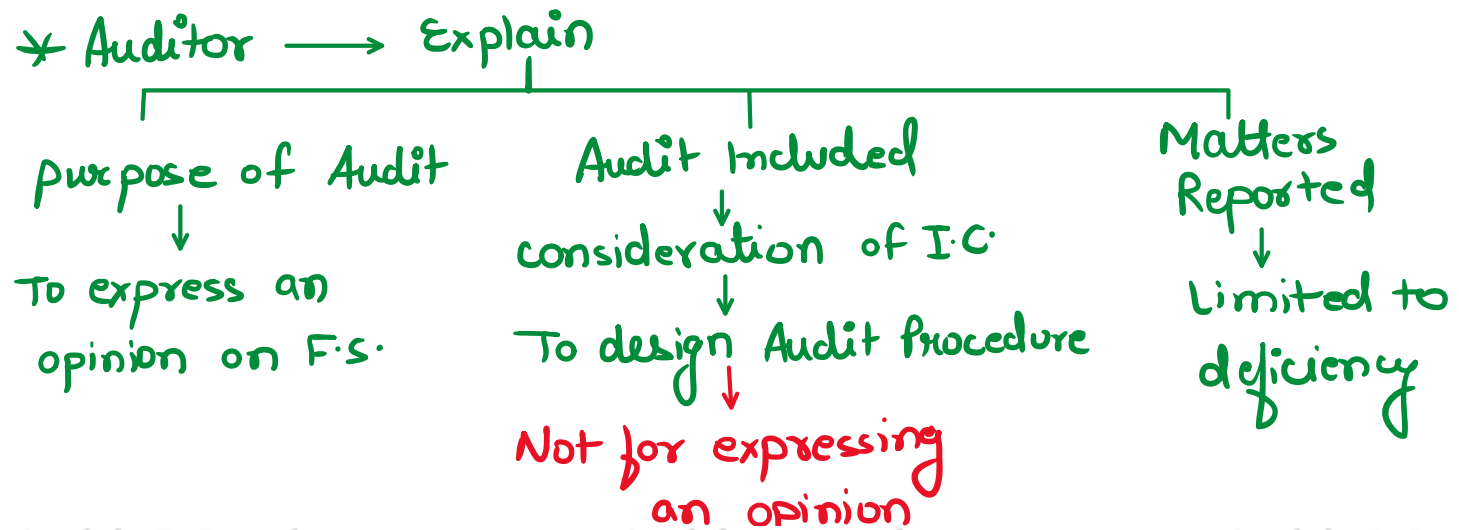 * Auditor → Explain
Purpose of Audit
↓
To express an
opinion on F.S.
Audit Included
↓
consideration of I.C.
↓
To design Audit Procedure
↓
Not for expressing
an opinion
Matters
Reported
↓
Limited to
deficiency